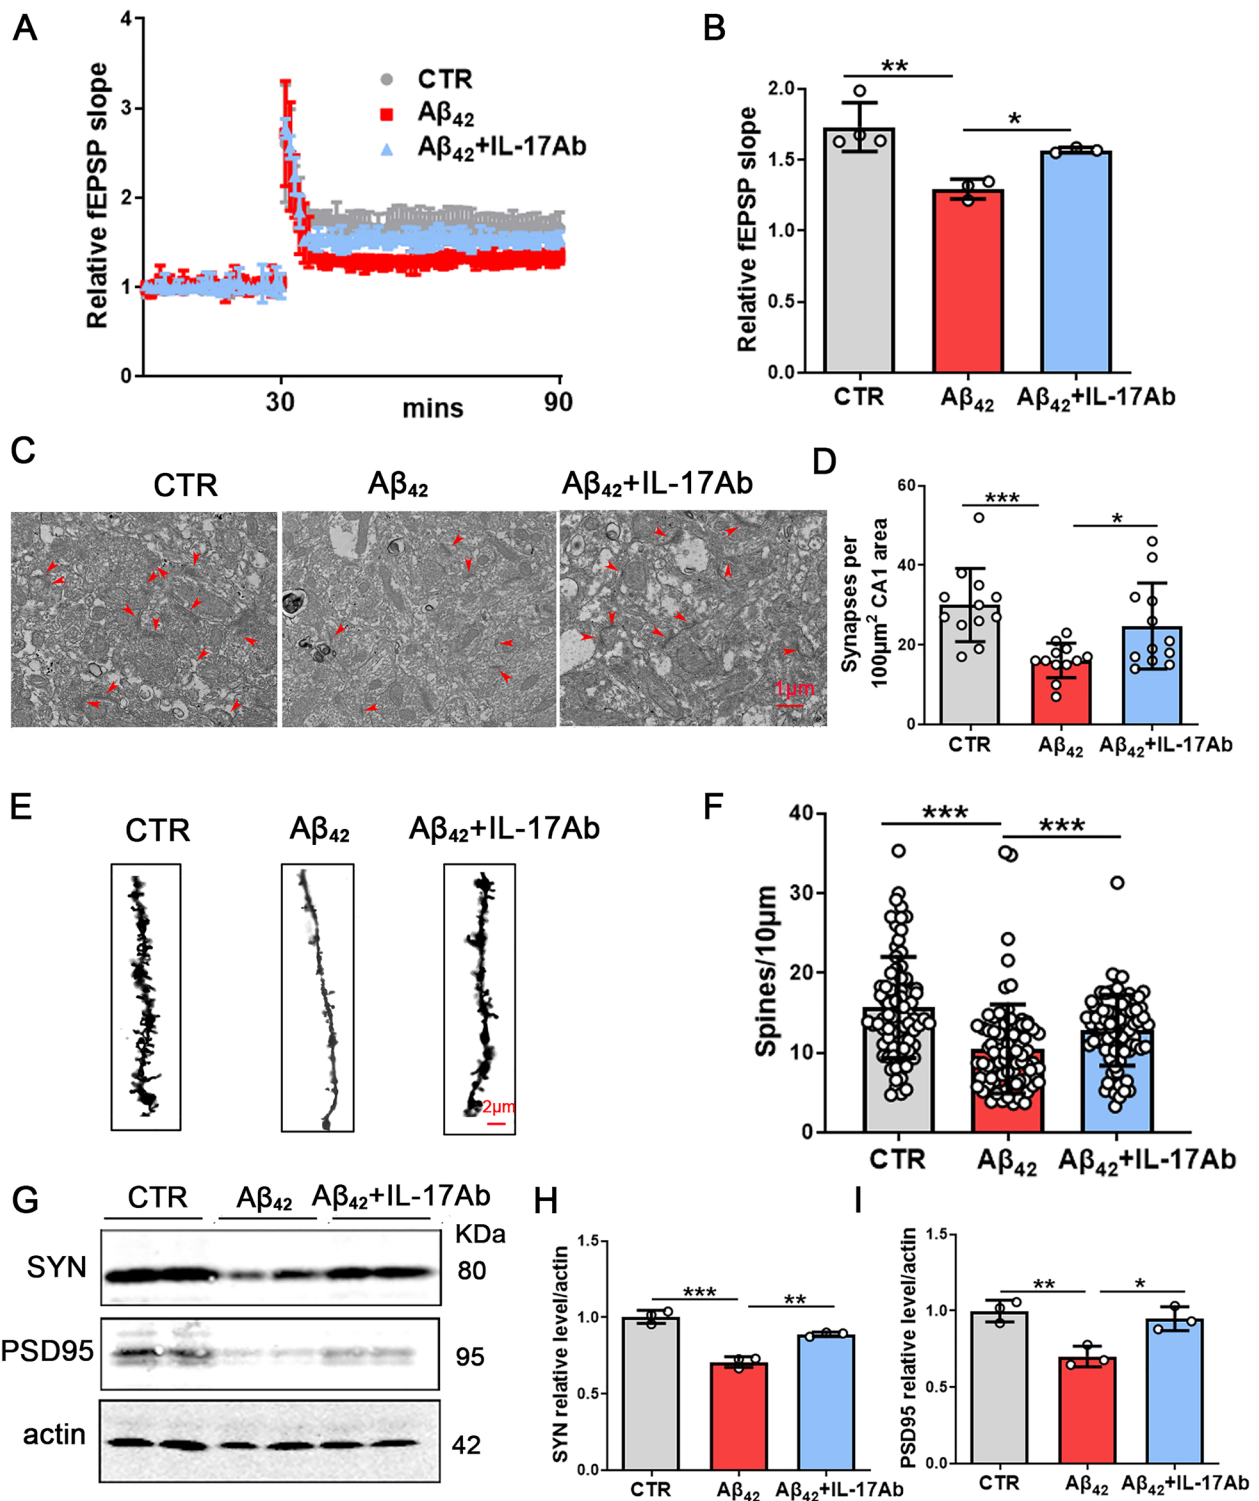 A
4
3
2
1
0
Relative fEPSP slope
CTR
Aβ₄₂
Aβ₄₂+IL-17Ab
30
mins
90
B
**
*
2.0
1.5
1.0
0.5
0.0
Relative fEPSP slope
CTR
Aβ₄₂
Aβ₄₂+IL-17Ab
C
CTR
Aβ₄₂
Aβ₄₂+IL-17Ab
1μm
D
60
40
20
0
Synapses per
100μm² CA1 area
***
*
CTR
Aβ₄₂
Aβ₄₂+IL-17Ab
E
CTR
Aβ₄₂
Aβ₄₂+IL-17Ab
2μm
F
40
30
20
10
0
Spines/10μm
***
***
CTR
Aβ₄₂
Aβ₄₂+IL-17Ab
G
CTR
Aβ₄₂
Aβ₄₂+IL-17Ab
KDa
SYN
80
PSD95
95
actin
42
H
1.5
1.0
0.5
0.0
SYN relative level/actin
***
**
CTR
Aβ₄₂
Aβ₄₂+IL-17Ab
I
1.5
1.0
0.5
0.0
PSD95 relative level/actin
**
*
CTR
Aβ₄₂
Aβ₄₂+IL-17Ab